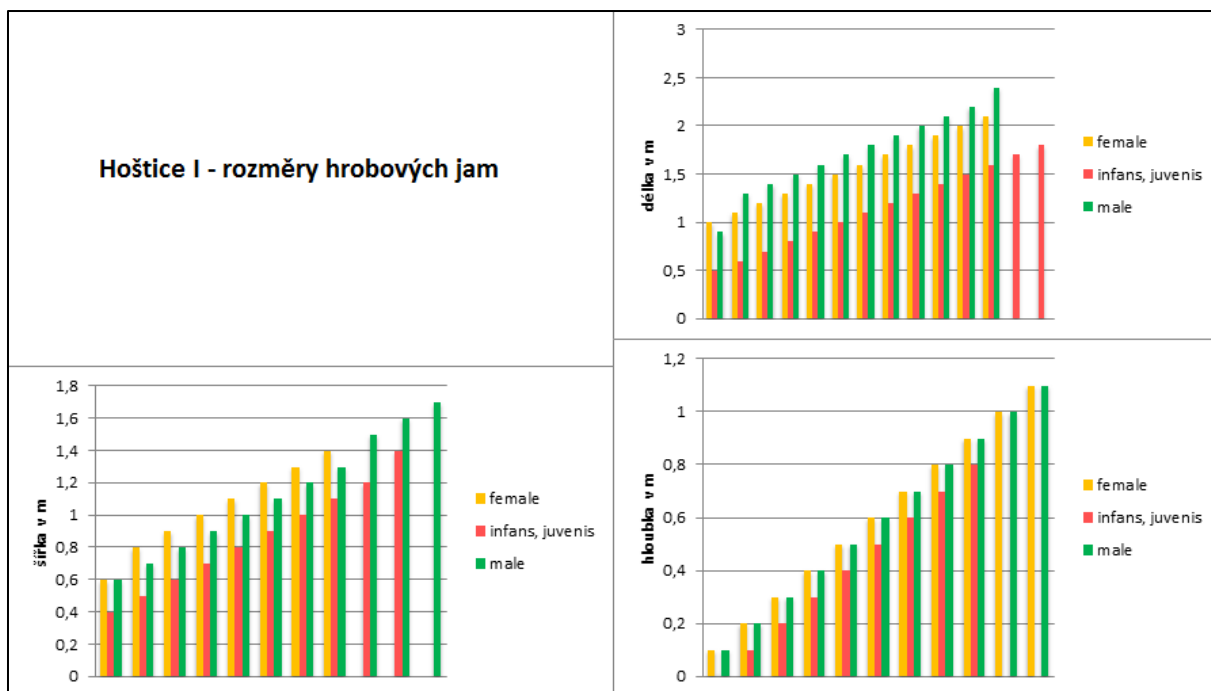 Hoštice I - rozměry hrobových jam
3
2,5
2
1,5
1
0,5
0
délka v m
female
infans, juvenis
male
1,8
1,6
1,4
1,2
1
0,8
0,6
0,4
0,2
0
šířka v m
female
infans, juvenis
male
1,2
1
0,8
0,6
0,4
0,2
0
hloubka v m
female
infans, juvenis
male